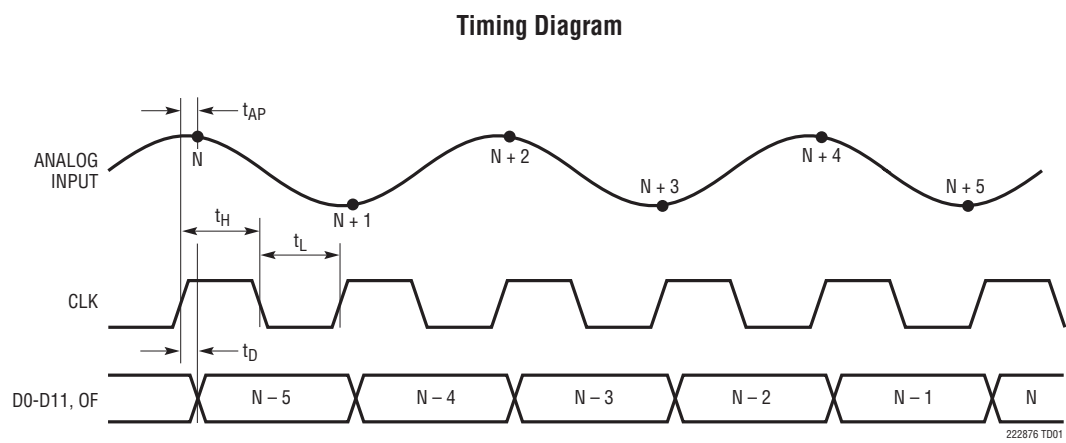 Timing Diagram
tAP
ANALOG
INPUT
N
N + 1
N + 2
N + 3
N + 4
N + 5
tH
tL
CLK
tD
D0-D11, OF
N – 5
N – 4
N – 3
N – 2
N – 1
N
222876 TD01